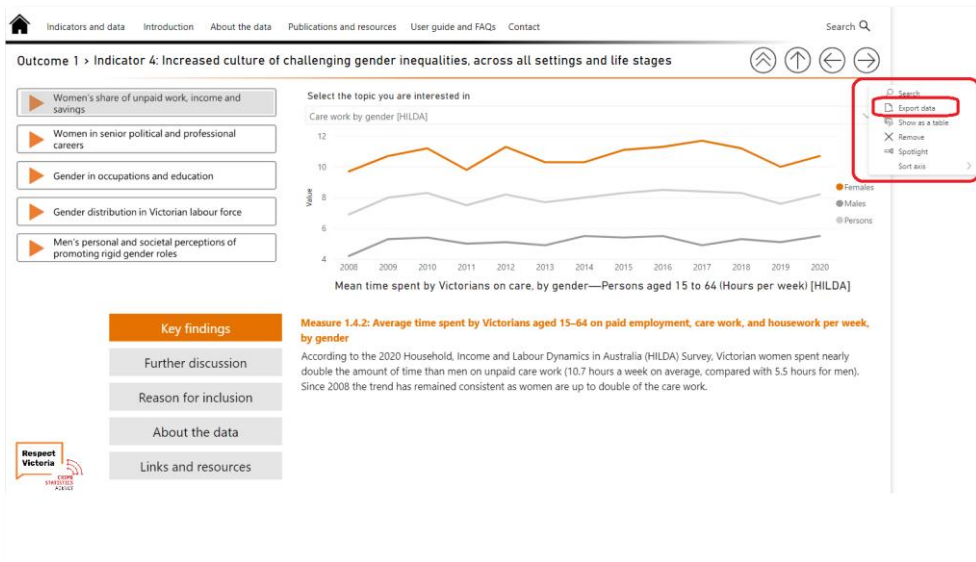 Indicators and data Introduction About the data Publications and resources User guide and FAQs Contact Search
Outcome 1 > Indicator 4: Increased culture of challenging gender inequalities, across all settings and life stages
Women's share of unpaid work, income and
savings
Women in senior political and professional
careers
Gender in occupations and education
Gender distribution in Victorian labour force
Men's personal and societal perceptions of
promoting rigid gender roles
Select the topic you are interested in
Care work by gender [HILDA]
Search
Export data
Show as a table
Remove
Spotlight
Sort axis
12
10
8
6
4
Value
2008 2009 2010 2011 2012 2013 2014 2015 2016 2017 2018 2019 2020
Females
Males
Persons
Mean time spent by Victorians on care, by gender—Persons aged 15 to 64 (Hours per week) [HILDA]
Key findings
Further discussion
Reason for inclusion
About the data
Links and resources
Measure 1.4.2: Average time spent by Victorians aged 15–64 on paid employment, care work, and housework per week,
by gender
According to the 2020 Household, Income and Labour Dynamics in Australia (HILDA) Survey, Victorian women spent nearly
double the amount of time than men on unpaid care work (10.7 hours a week on average, compared with 5.5 hours for men).
Since 2008 the trend has remained consistent as women are up to double of the care work.
Respect
Victoria
CRIME
STATISTICS
AGENCY